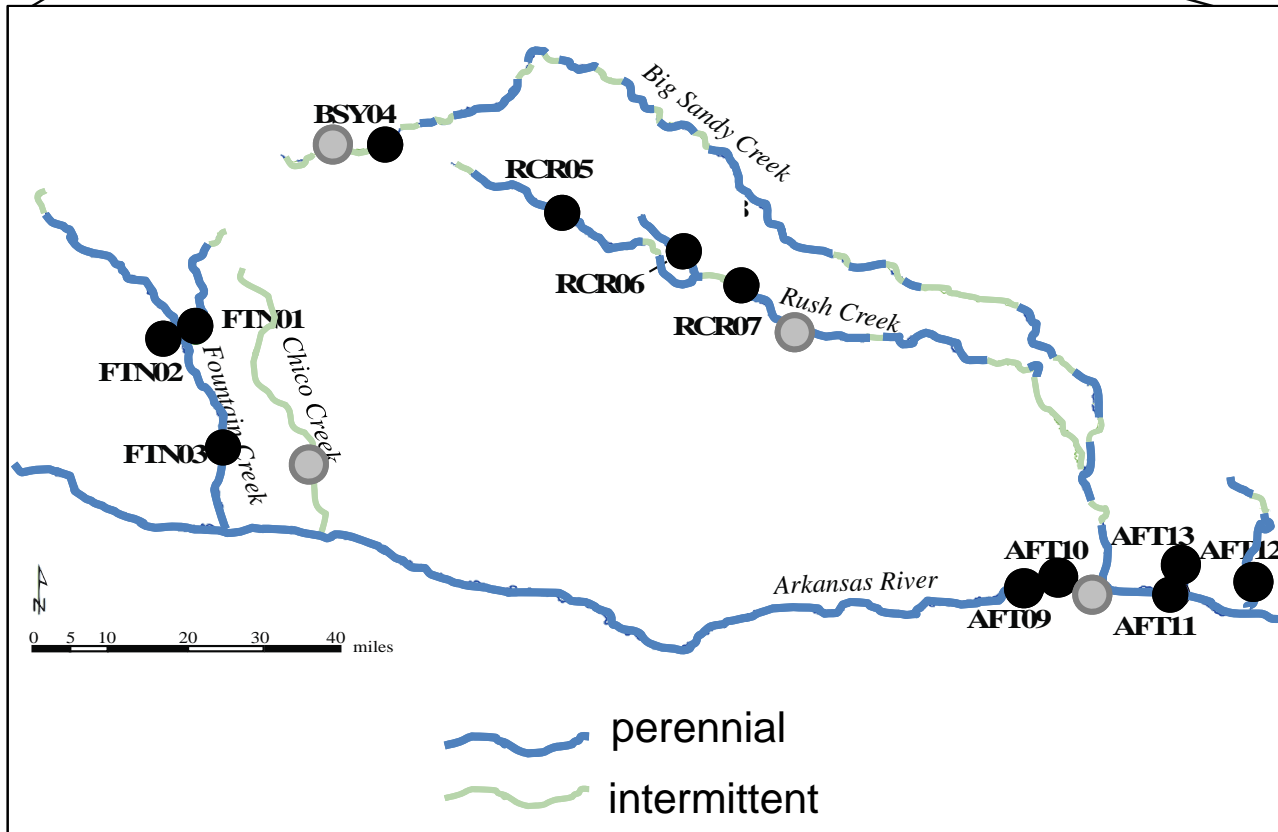 BSY04
Big Sandy Creek
RCR05
RCR06
RCR07
Rush Creek
FTN01
FTN02
Fountain Creek
Chico Creek
FTN03
AFT13
AFT10
AFT12
Arkansas River
AFT09
AFT11
N
0 5 10 20 30 40 miles
perennial
intermittent